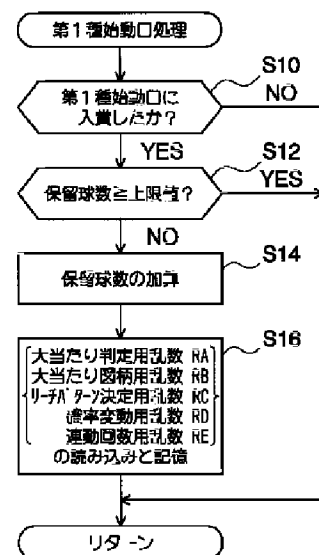 第1種始動口処理
S10
第1種始動口に
入賞したか？
NO
YES
S12
保留球数≧上限値？
YES
NO
S14
保留球数の加算
S16
大当たり判定用乱数 RA
大当たり図柄用乱数 RB
リーチパターン決定用乱数 RC
確率変動用乱数 RD
連動回数用乱数 RE
の読み込みと記憶
リターン